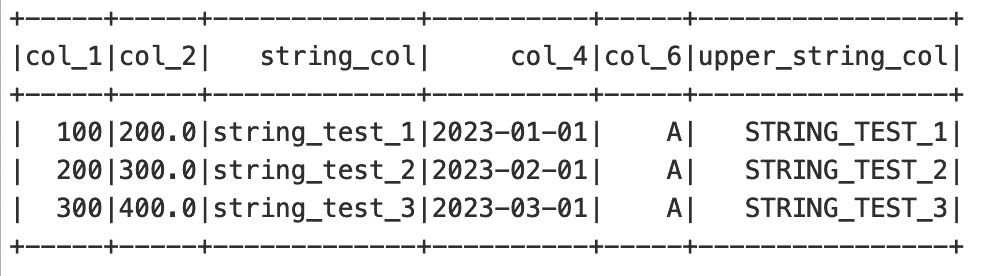 +-----+-----+-------------+----------+-----+-----------------+
|col_1|col_2|   string_col|     col_4|col_6|upper_string_col|
+-----+-----+-------------+----------+-----+-----------------+
|  100|200.0|string_test_1|2023-01-01|    A|   STRING_TEST_1|
|  200|300.0|string_test_2|2023-02-01|    A|   STRING_TEST_2|
|  300|400.0|string_test_3|2023-03-01|    A|   STRING_TEST_3|
+-----+-----+-------------+----------+-----+-----------------+